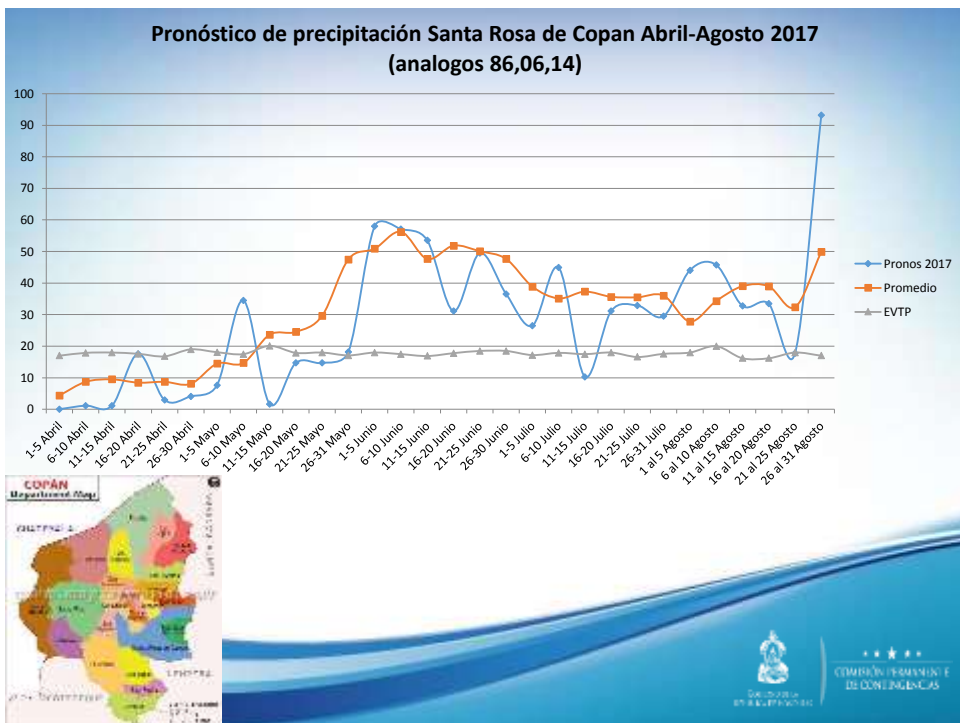 Pronóstico de precipitación Santa Rosa de Copan Abril-Agosto 2017
(analogos 86,06,14)
100
90
80
70
60
50
40
30
20
10
0
1-5 Abril
6-10 Abril
11-15 Abril
16-20 Abril
21-25 Abril
26-30 Abril
1-5 Mayo
6-10 Mayo
11-15 Mayo
16-20 Mayo
21-25 Mayo
26-31 Mayo
1-5 Junio
6-10 Junio
11-15 Junio
16-20 Junio
21-25 Junio
26-30 Junio
1-5 Julio
6-10 Julio
11-15 Julio
16-20 Julio
21-25 Julio
26-31 Julio
1 al 5 Agosto
6 al 10 Agosto
11 al 15 Agosto
16 al 20 Agosto
21 al 25 Agosto
26 al 31 Agosto
Pronos 2017
Promedio
EVTP
COPÁN
Department Map
COMISIÓN PERMANENTE
DE CONTINGENCIAS